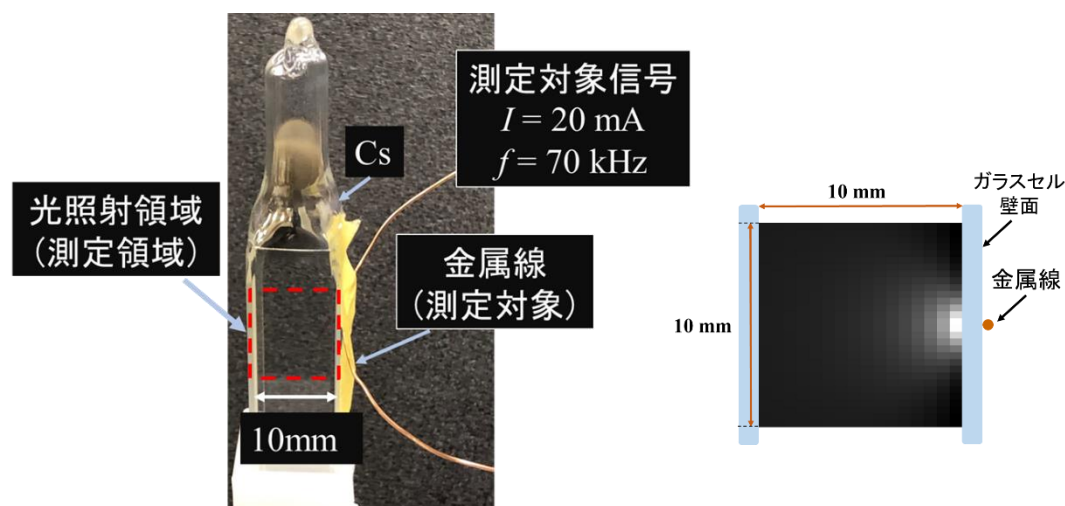 測定対象信号
I = 20 mA
f = 70 kHz
Cs
光照射領域
(測定領域)
金属線
(測定対象)
10mm
10 mm
ガラスセル
壁面
金属線
10 mm